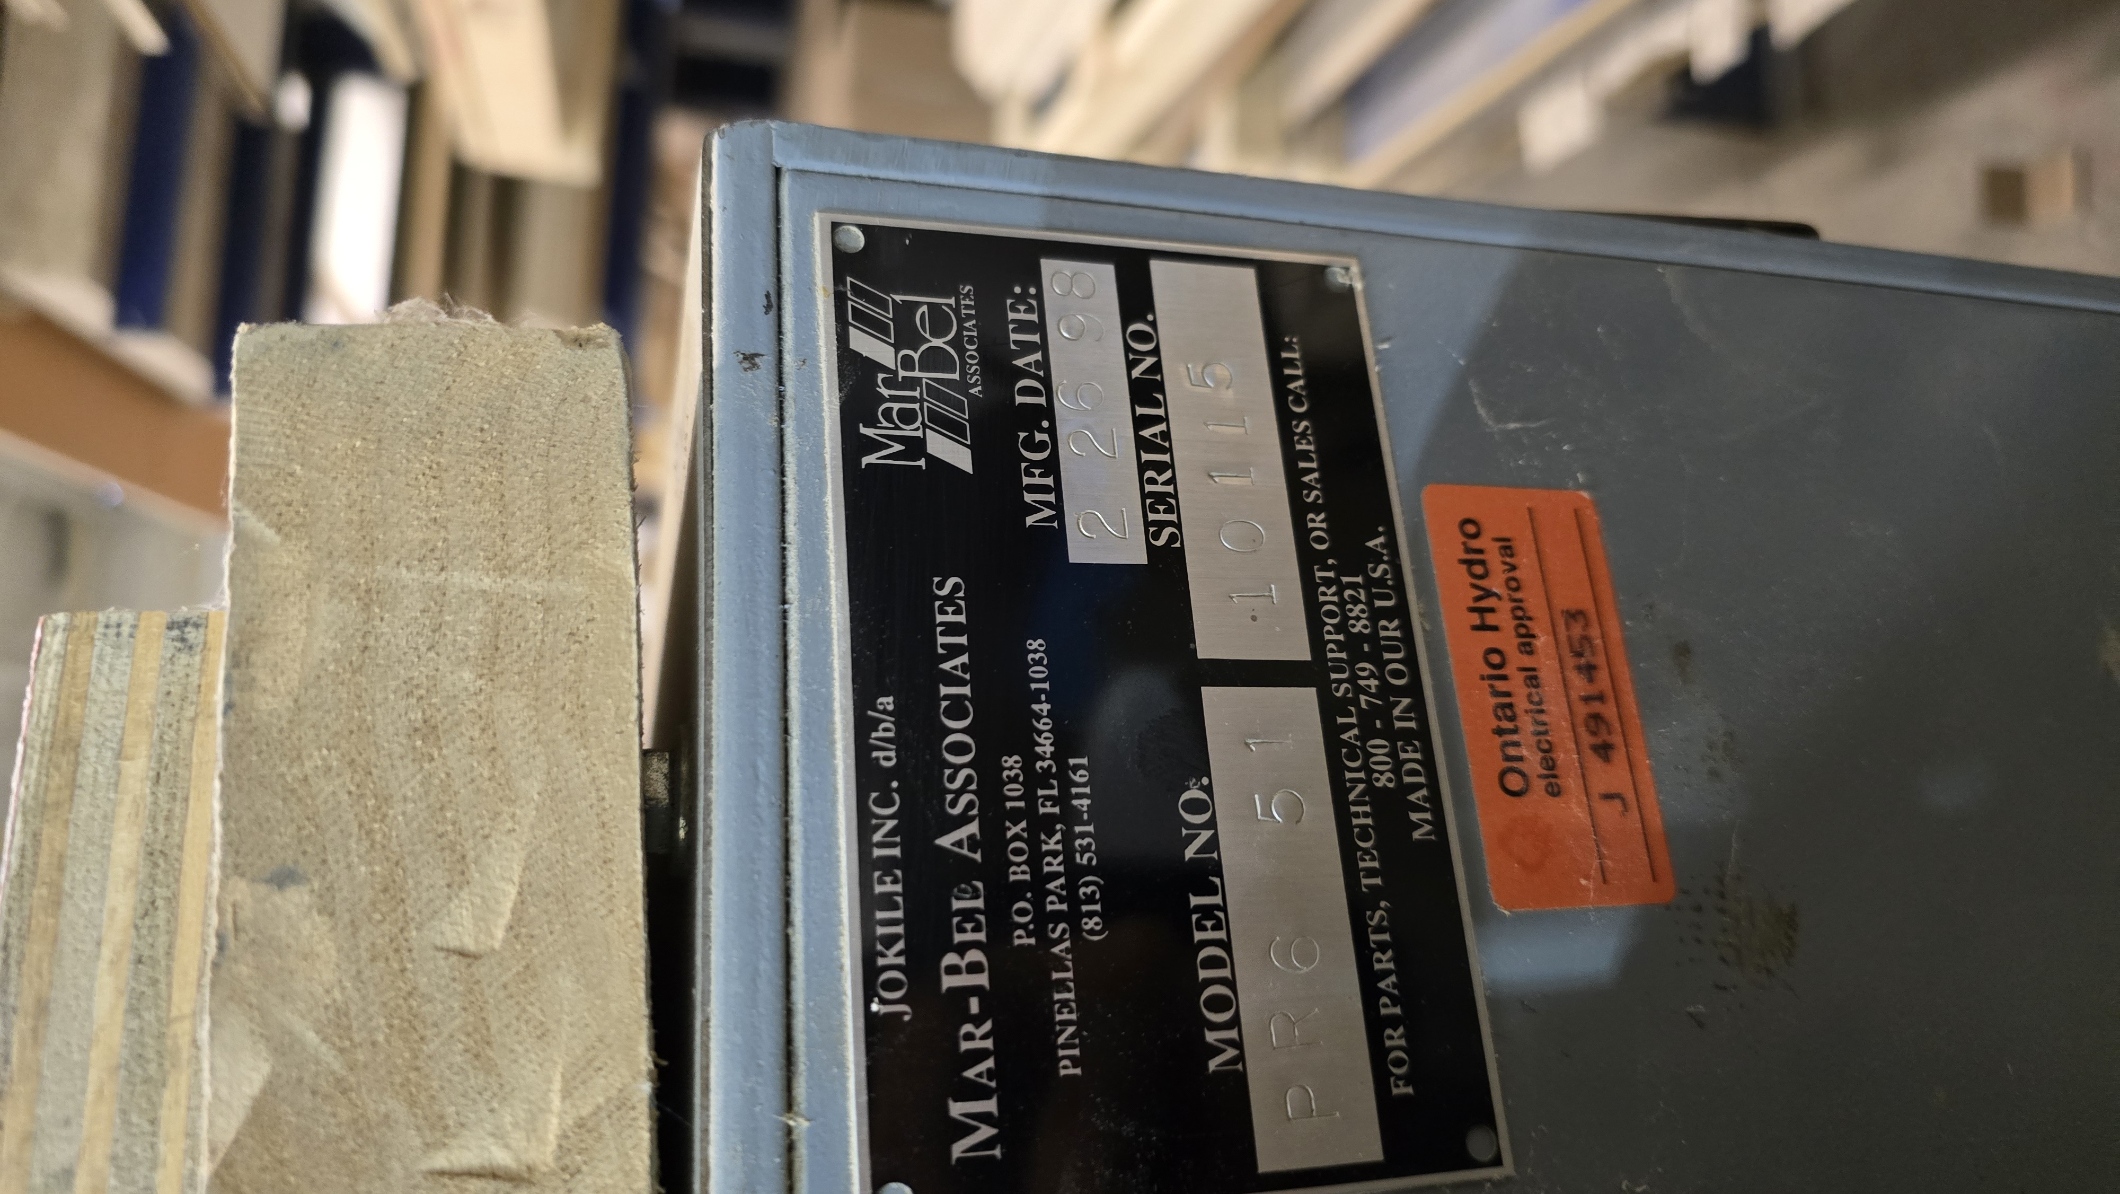 JOKILE INC. d/b/a
MAR-BEL ASSOCIATES
P.O. BOX 1038
PINELLAS PARK, FL 34664-1038
(813) 531-4161
MarBel
ASSOCIATES
MFG. DATE:
2 26 98
MODEL NO.
PR6 51
SERIAL NO.
10115
FOR PARTS, TECHNICAL SUPPORT, OR SALES CALL:
800 - 749 - 8821
MADE IN OUR U.S.A.
Ontario Hydro
electrical approval
J 491453